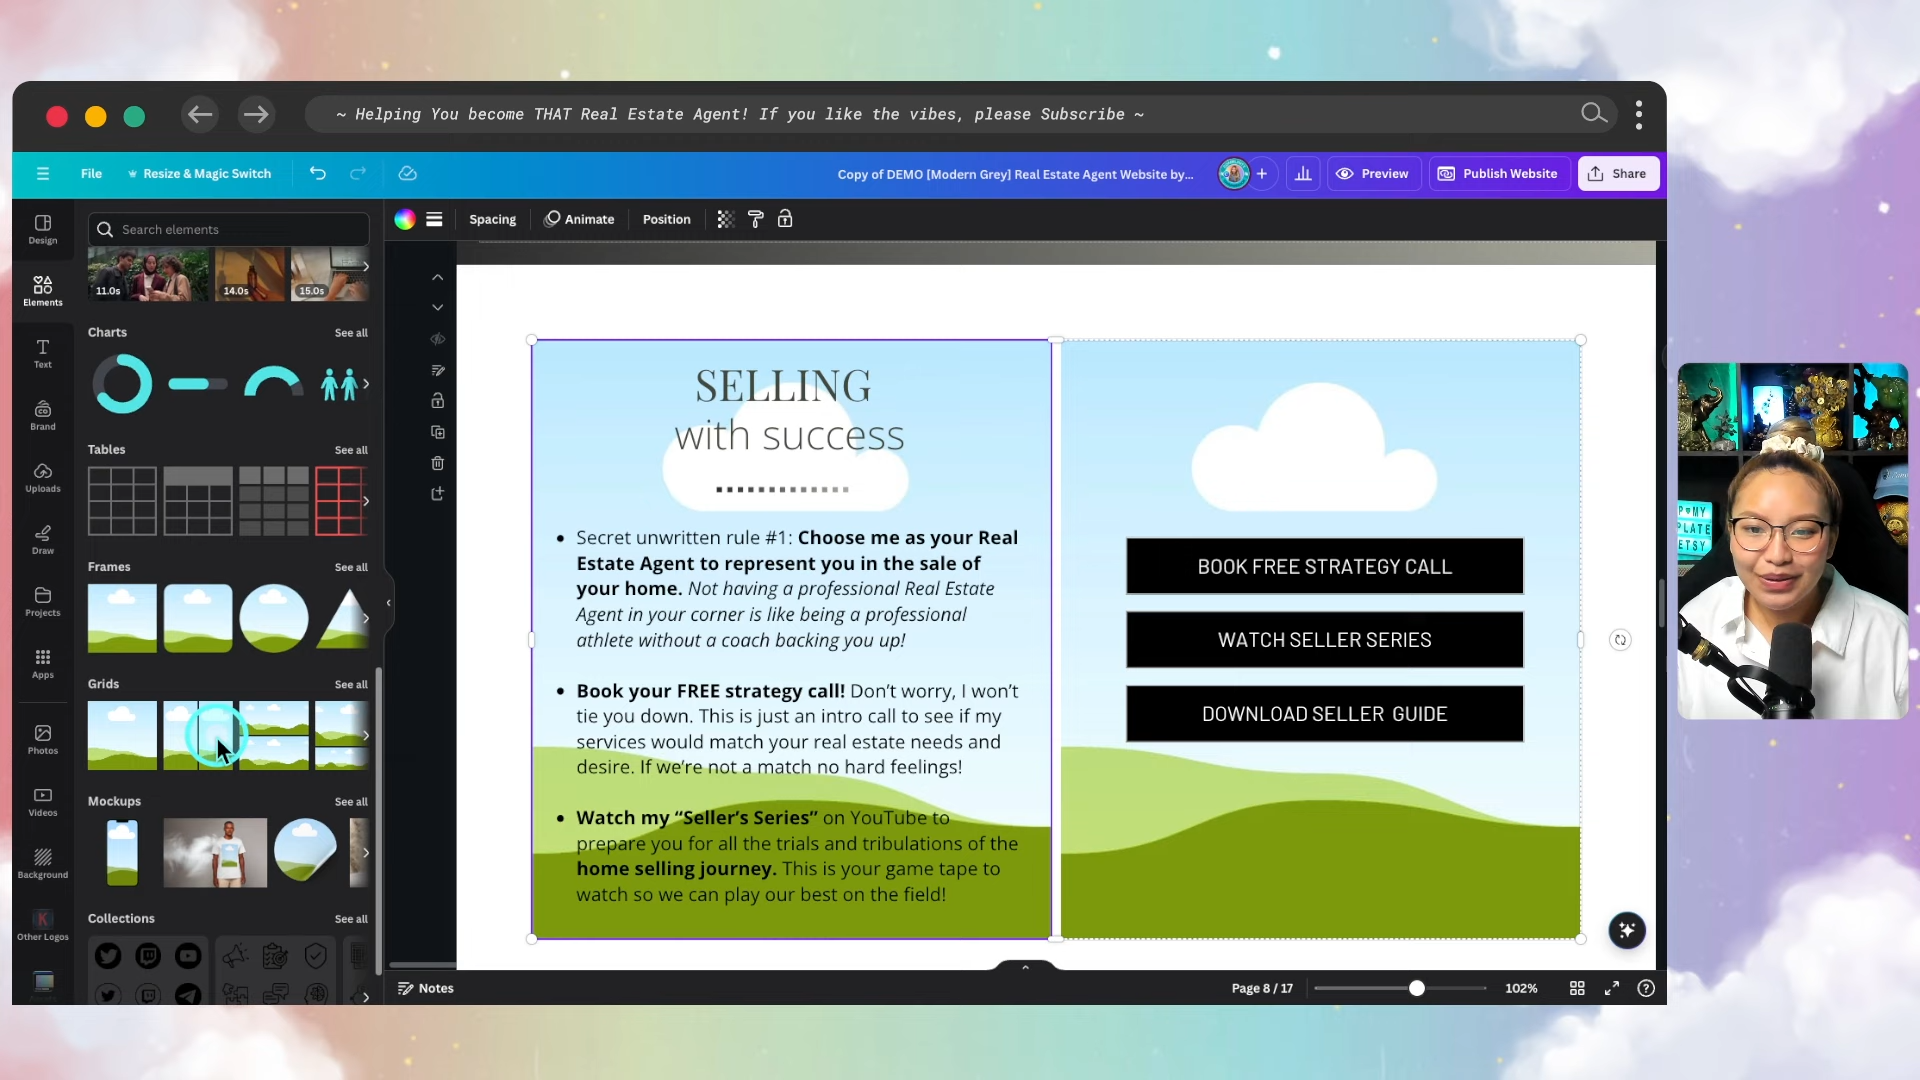 ~ Helping You become THAT Real Estate Agent! If you like the vibes, please Subscribe ~
File
Resize & Magic Switch
Copy of DEMO [Modern Grey] Real Estate Agent Website by...
Preview
Publish Website
Share
Design
Elements
Text
Brand
Uploads
Draw
Projects
Apps
Photos
Videos
Background
Other Logos
Search elements
11.0s
14.0s
15.0s
Charts
See all
Tables
See all
Frames
See all
Grids
See all
Mockups
See all
Collections
See all
Spacing
Animate
Position
SELLING
with success
• Secret unwritten rule #1: Choose me as your Real
Estate Agent to represent you in the sale of
your home. Not having a professional Real Estate
Agent in your corner is like being a professional
athlete without a coach backing you up!
• Book your FREE strategy call! Don't worry, I won't
tie you down. This is just an intro call to see if my
services would match your real estate needs and
desire. If we're not a match no hard feelings!
• Watch my “Seller's Series” on YouTube to
prepare you for all the trials and tribulations of the
home selling journey. This is your game tape to
watch so we can play our best on the field!
BOOK FREE STRATEGY CALL
WATCH SELLER SERIES
DOWNLOAD SELLER GUIDE
Notes
Page 8 / 17
102%